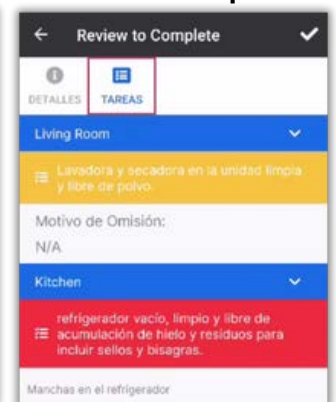 Review to Complete
DETALLES
TAREAS
Living Room
Lavadora y secadora en la unidad limpia
y libre de polvo.
Motivo de Omisión:
N/A
Kitchen
refrigerador vacío, limpio y libre de
acumulación de hielo y residuos para
incluir sellos y bisagras.
Manchas en el refrigerador